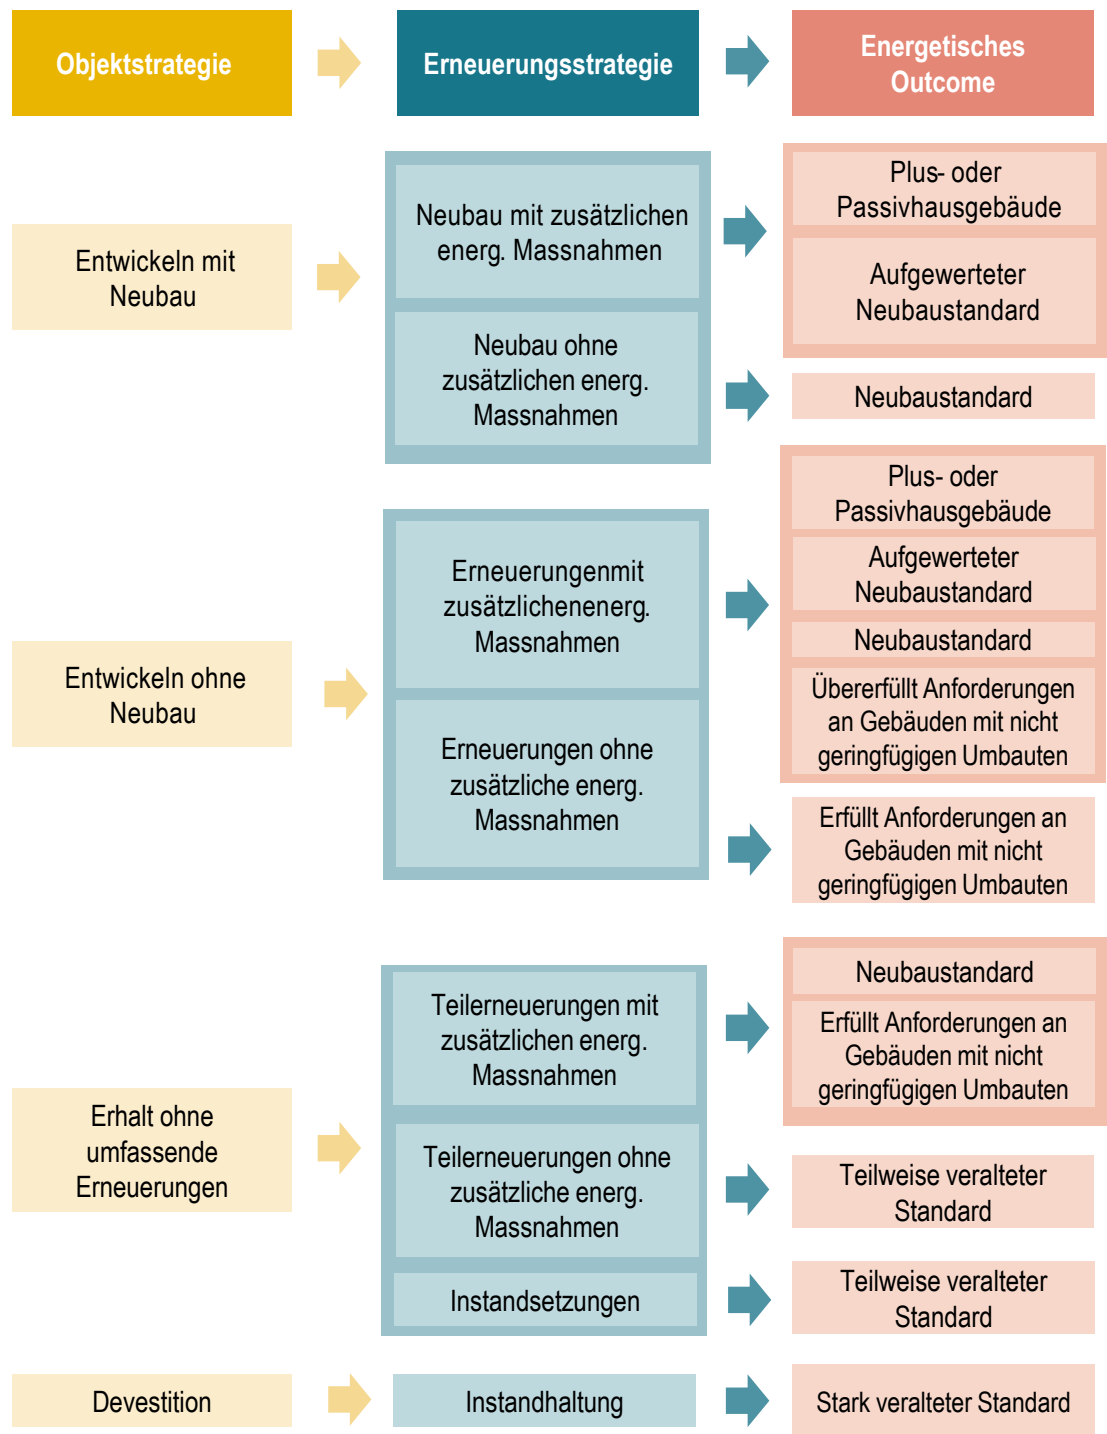 Objektstrategie
Erneuerungsstrategie
Energetisches
Outcome
Entwickeln mit
Neubau
Neubau mit zusätzlichen
energ. Massnahmen
Neubau ohne
zusätzlichen energ.
Massnahmen
Plus- oder
Passivhausgebäude
Aufgewerteter
Neubaustandard
Neubaustandard
Entwickeln ohne
Neubau
Erneuerungenmit
zusätzlichenenerg.
Massnahmen
Erneuerungen ohne
zusätzliche energ.
Massnahmen
Plus- oder
Passivhausgebäude
Aufgewerteter
Neubaustandard
Neubaustandard
Übererfüllt Anforderungen
an Gebäuden mit nicht
geringfügigen Umbauten
Erfüllt Anforderungen an
Gebäuden mit nicht
geringfügigen Umbauten
Erhalt ohne
umfassende
Erneuerungen
Teilerneuerungen mit
zusätzlichen energ.
Massnahmen
Teilerneuerungen ohne
zusätzliche energ.
Massnahmen
Instandsetzungen
Neubaustandard
Erfüllt Anforderungen an
Gebäuden mit nicht
geringfügigen Umbauten
Teilweise veralteter
Standard
Teilweise veralteter
Standard
Devestition
Instandhaltung
Stark veralteter Standard